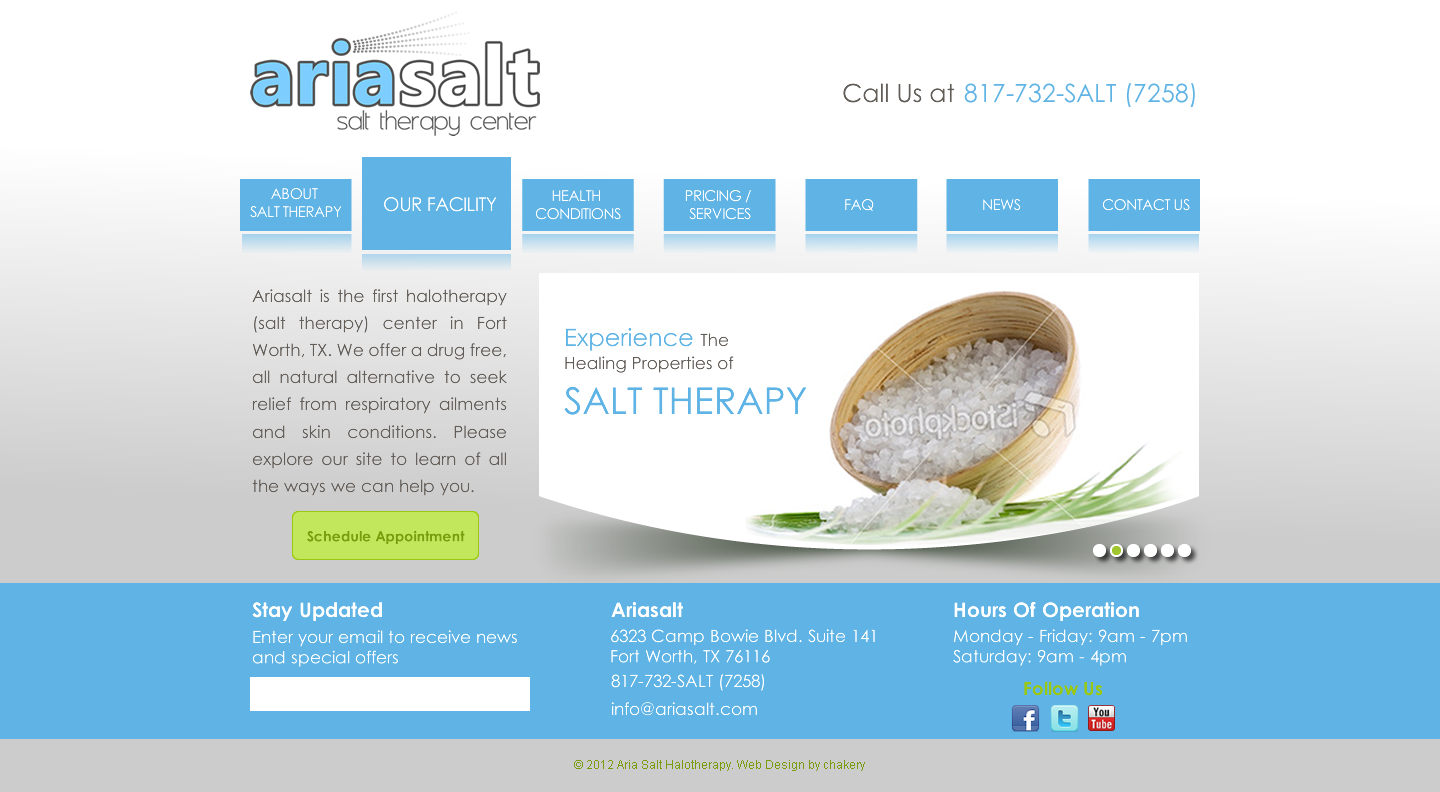 ariasalt
salt therapy center
Call Us at 817-732-SALT (7258)
ABOUT
SALT THERAPY
OUR FACILITY
HEALTH
CONDITIONS
PRICING /
SERVICES
FAQ
NEWS
CONTACT US
Ariasalt is the first halotherapy
(salt therapy) center in Fort
Worth, TX. We offer a drug free,
all natural alternative to seek
relief from respiratory ailments
and skin conditions. Please
explore our site to learn of all
the ways we can help you.
Schedule Appointment
Experience The
Healing Properties of
SALT THERAPY
iStockphoto
Stay Updated
Enter your email to receive news
and special offers
Ariasalt
6323 Camp Bowie Blvd. Suite 141
Fort Worth, TX 76116
817-732-SALT (7258)
info@ariasalt.com
Hours Of Operation
Monday - Friday: 9am - 7pm
Saturday: 9am - 4pm
Follow Us
f
t
You
Tube
© 2012 Aria Salt Halotherapy. Web Design by chakery